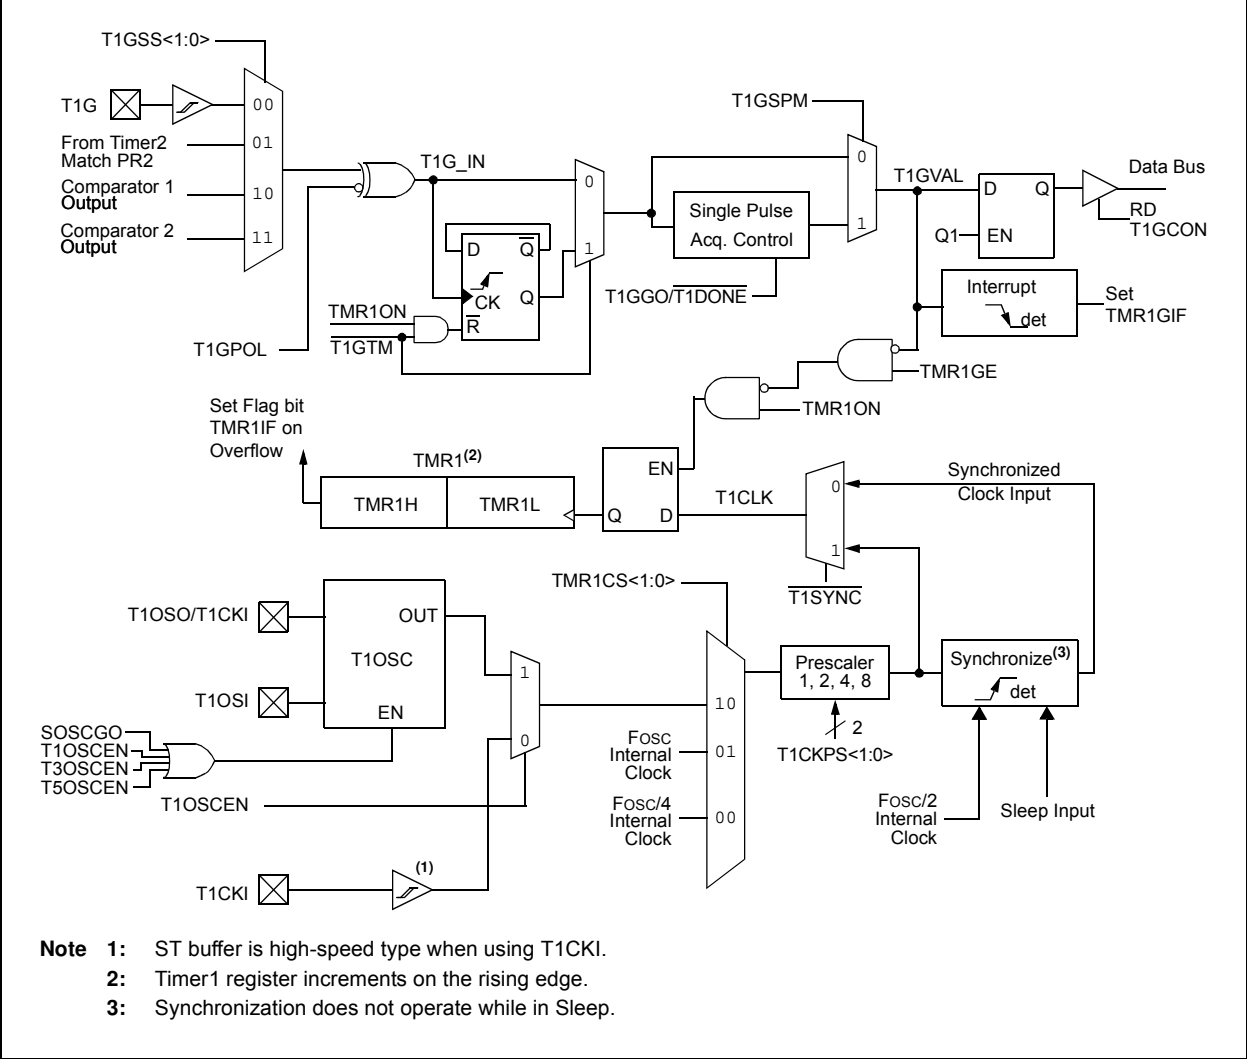 T1GSS<1:0>
T1G
00
From Timer2
Match PR2
01
Comparator 1
Output
10
Comparator 2
Output
11
T1GPOL
T1G_IN
D
Q
CK
Q
R
TMR1ON
T1GTM
0
1
T1GSPM
Single Pulse
Acq. Control
T1GGO/T1DONE
0
1
T1GVAL
D
Q
Q1
EN
Data Bus
RD
T1GCON
Interrupt
det
Set
TMR1GIF
TMR1GE
TMR1ON
Set Flag bit
TMR1IF on
Overflow
TMR1(2)
TMR1H
TMR1L
EN
Q
D
T1CLK
0
1
T1SYNC
Synchronized
Clock Input
T1OSO/T1CKI
OUT
T1OSC
T1OSI
EN
SOSCGO
T1OSCEN
T3OSCEN
T5OSCEN
T1OSCEN
1
0
T1CKI
(1)
TMR1CS<1:0>
10
FOSC
Internal
Clock
01
FOSC/4
Internal
Clock
00
Prescaler
1, 2, 4, 8
2
T1CKPS<1:0>
Synchronize(3)
det
FOSC/2
Internal
Clock
Sleep Input
Note 1: ST buffer is high-speed type when using T1CKI.
2: Timer1 register increments on the rising edge.
3: Synchronization does not operate while in Sleep.